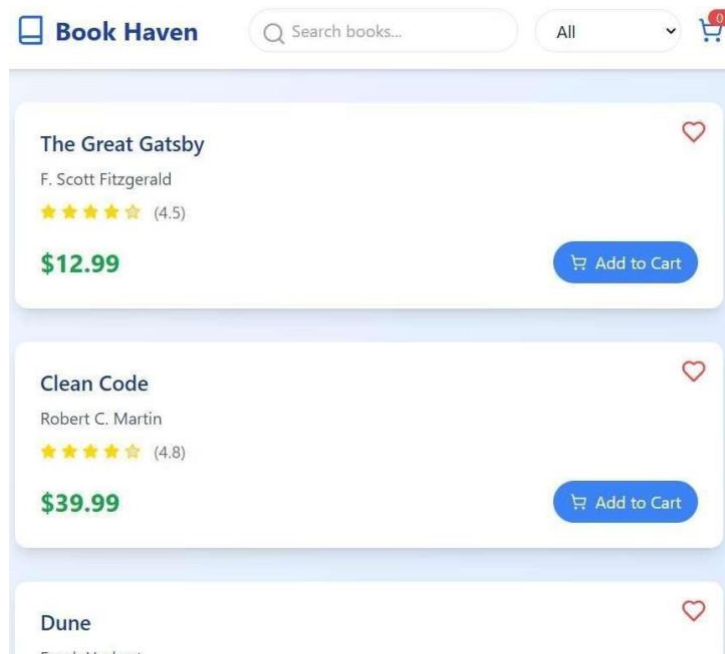 Book Haven
Search books...
All
0
The Great Gatsby
F. Scott Fitzgerald
(4.5)
$12.99
Add to Cart
Clean Code
Robert C. Martin
(4.8)
$39.99
Add to Cart
Dune